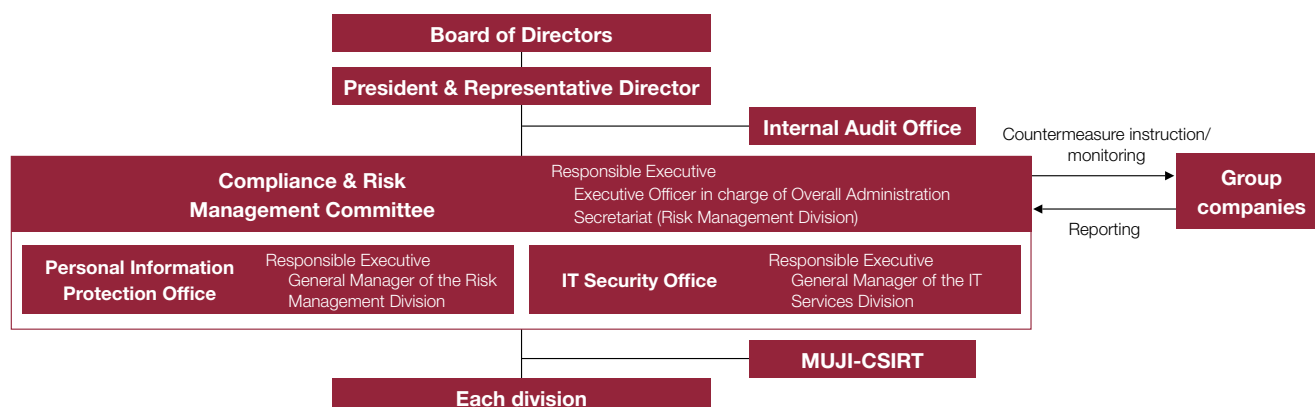 Board of Directors
President & Representative Director
Internal Audit Office
Countermeasure instruction/
monitoring
Compliance & Risk
Management Committee
Responsible Executive
Executive Officer in charge of Overall Administration
Secretariat (Risk Management Division)
Group
companies
Reporting
Personal Information
Protection Office
Responsible Executive
General Manager of the Risk
Management Division
IT Security Office
Responsible Executive
General Manager of the IT
Services Division
MUJI-CSIRT
Each division